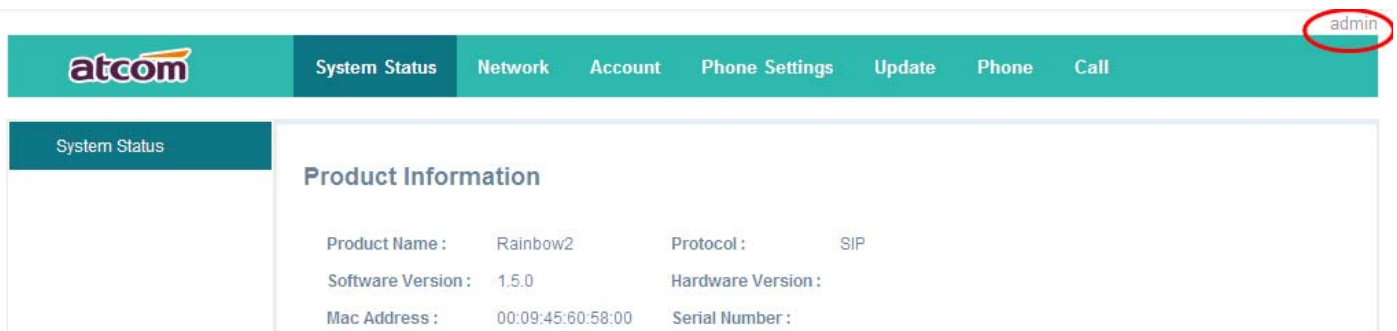 admin
atcom System Status Network Account Phone Settings Update Phone Call
System Status
Product Information
Product Name : Rainbow2 Protocol : SIP
Software Version : 1.5.0 Hardware Version :
Mac Address : 00:09:45:60:58:00 Serial Number :